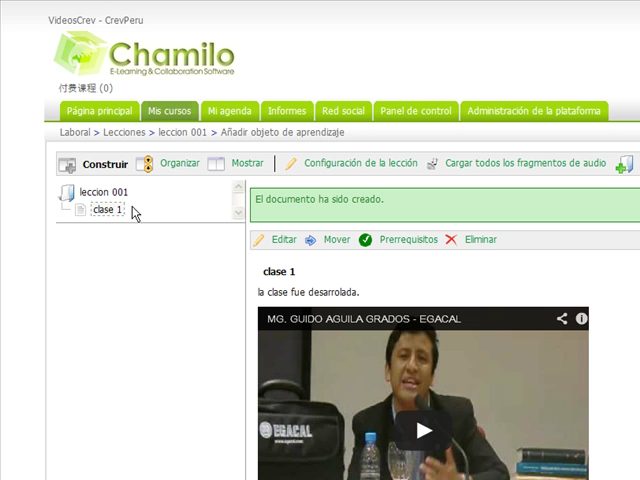 VideosCrev - CrevPeru
Chamilo
E-Learning & Collaboration Software
付费课程 (0)
Página principal Mis cursos Mi agenda Informes Red social Panel de control Administración de la plataforma
Laboral > Lecciones > leccion 001 > Añadir objeto de aprendizaje
Construir Organizar Mostrar Configuración de la lección Cargar todos los fragmentos de audio
leccion 001
clase 1
El documento ha sido creado.
Editar Mover Prerrequisitos Eliminar
clase 1
la clase fue desarrolada.
MG. GUIDO AGUILA GRADOS - EGACAL
EGACAL